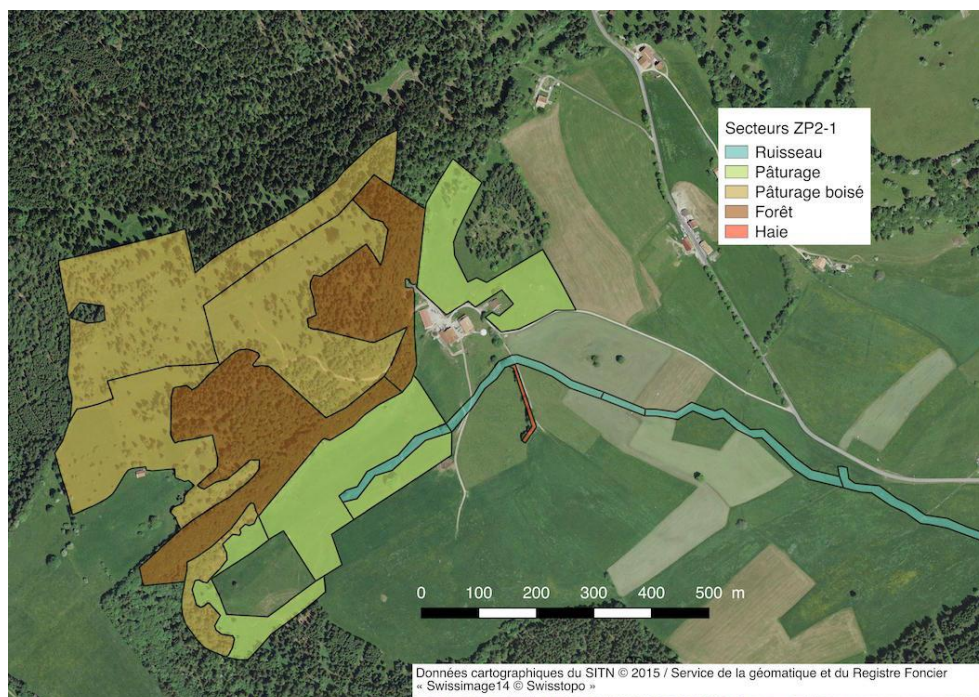 Secteurs ZP2-1
Ruisseau
Pâturage
Pâturage boisé
Forêt
Haie
0 100 200 300 400 500 m
Données cartographiques du SITN © 2015 / Service de la géomatique et du Registre Foncier
« Swissimage14 © Swisstopo »